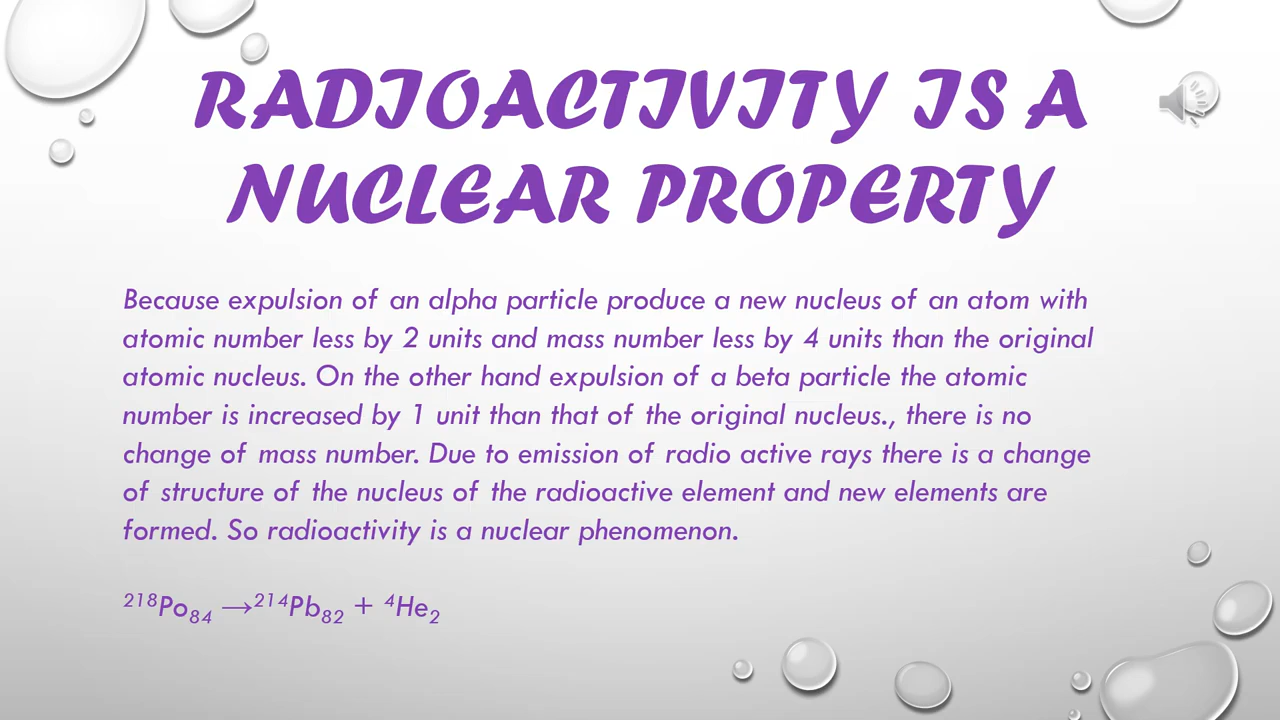 RADIOACTIVITY IS A
NUCLEAR PROPERTY
Because expulsion of an alpha particle produce a new nucleus of an atom with
atomic number less by 2 units and mass number less by 4 units than the original
atomic nucleus. On the other hand expulsion of a beta particle the atomic
number is increased by 1 unit than that of the original nucleus., there is no
change of mass number. Due to emission of radio active rays there is a change
of structure of the nucleus of the radioactive element and new elements are
formed. So radioactivity is a nuclear phenomenon.
²¹⁸Po₈₄ →²¹⁴Pb₈₂ + ⁴He₂